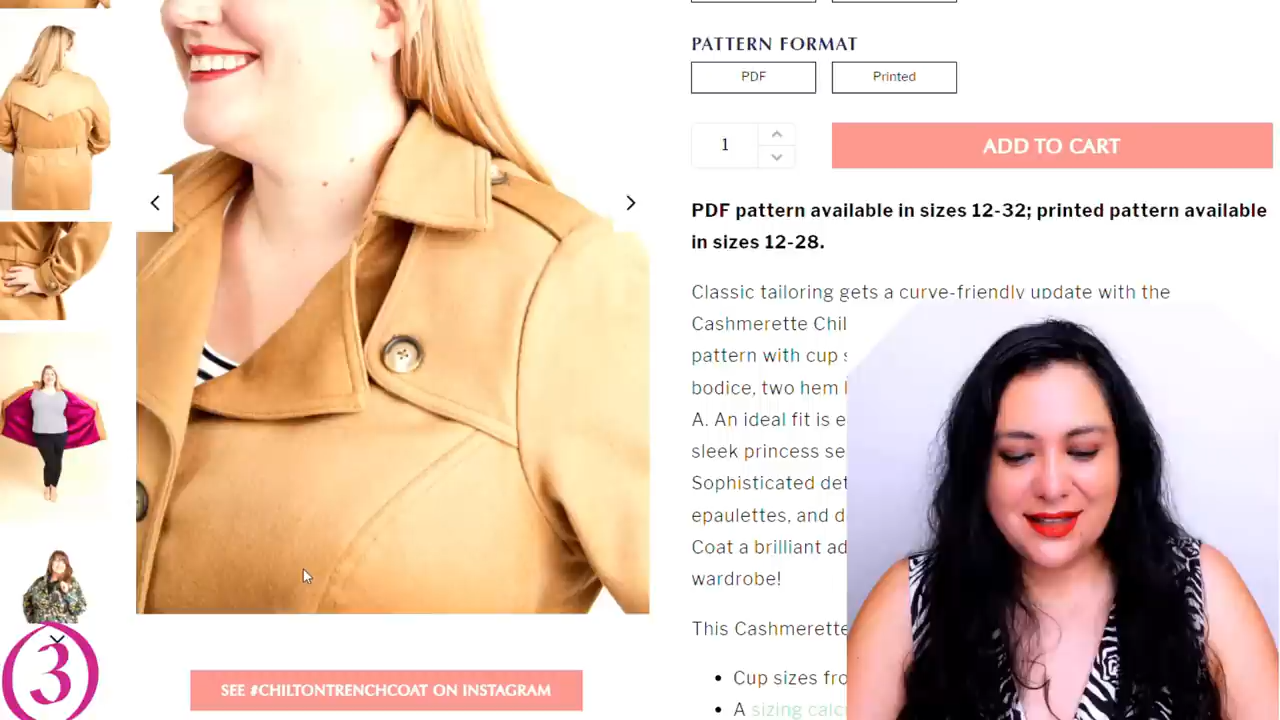 PATTERN FORMAT
PDF
Printed
1
ADD TO CART
PDF pattern available in sizes 12-32; printed pattern available
in sizes 12-28.
Classic tailoring gets a curve-friendly update with the
Cashmerette Chil
pattern with cup s
bodice, two hem
A. An ideal fit is e
sleek princess se
Sophisticated det
epaulettes, and d
Coat a brilliant ad
wardrobe!
This Cashmerette
• Cup sizes fro
• A sizing calc
3
SEE #CHILTONTRENCHCOAT ON INSTAGRAM